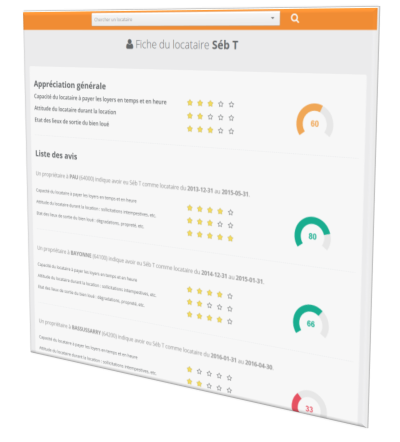 Chercher un locataire
Fiche du locataire Séb T
Appréciation générale
Capacité du locataire à payer les loyers en temps et en heure
Attitude du locataire durant la location
Etat des lieux de sortie du bien loué
60
Liste des avis
Un propriétaire à PAU (64000) indique avoir eu Séb T comme locataire du 2013-12-31 au 2015-05-31.
Capacité du locataire à payer les loyers en temps et en heure
Attitude du locataire durant la location : sollicitations intempestives, etc.
Etat des lieux de sortie du bien loué : dégradations, propreté, etc.
80
Un propriétaire à BAYONNE (64100) indique avoir eu Séb T comme locataire du 2014-12-31 au 2015-01-31.
Capacité du locataire à payer les loyers en temps et en heure
Attitude du locataire durant la location : sollicitations intempestives, etc.
Etat des lieux de sortie du bien loué : dégradations, propreté, etc.
66
Un propriétaire à BASSUSSARRY (64200) indique avoir eu Séb T comme locataire du 2016-01-31 au 2016-04-30.
Capacité du locataire à payer les loyers en temps et en heure
Attitude du locataire durant la location : sollicitations intempestives, etc.
33